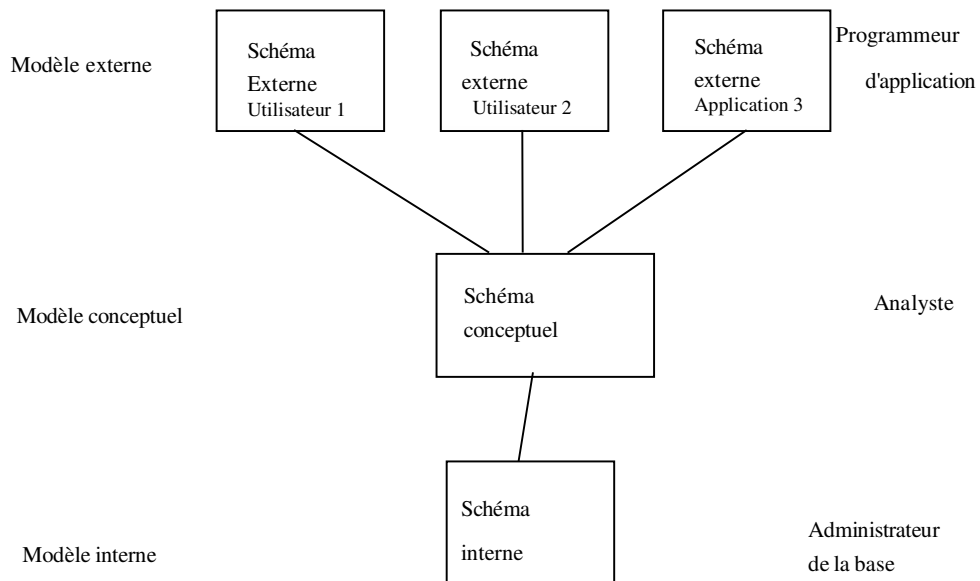 Modèle externe
Schéma
Externe
Utilisateur 1
Schéma
externe
Utilisateur 2
Schéma
externe
Application 3
Programmeur
d'application
Modèle conceptuel
Schéma
conceptuel
Analyste
Modèle interne
Schéma
interne
Administrateur
de la base